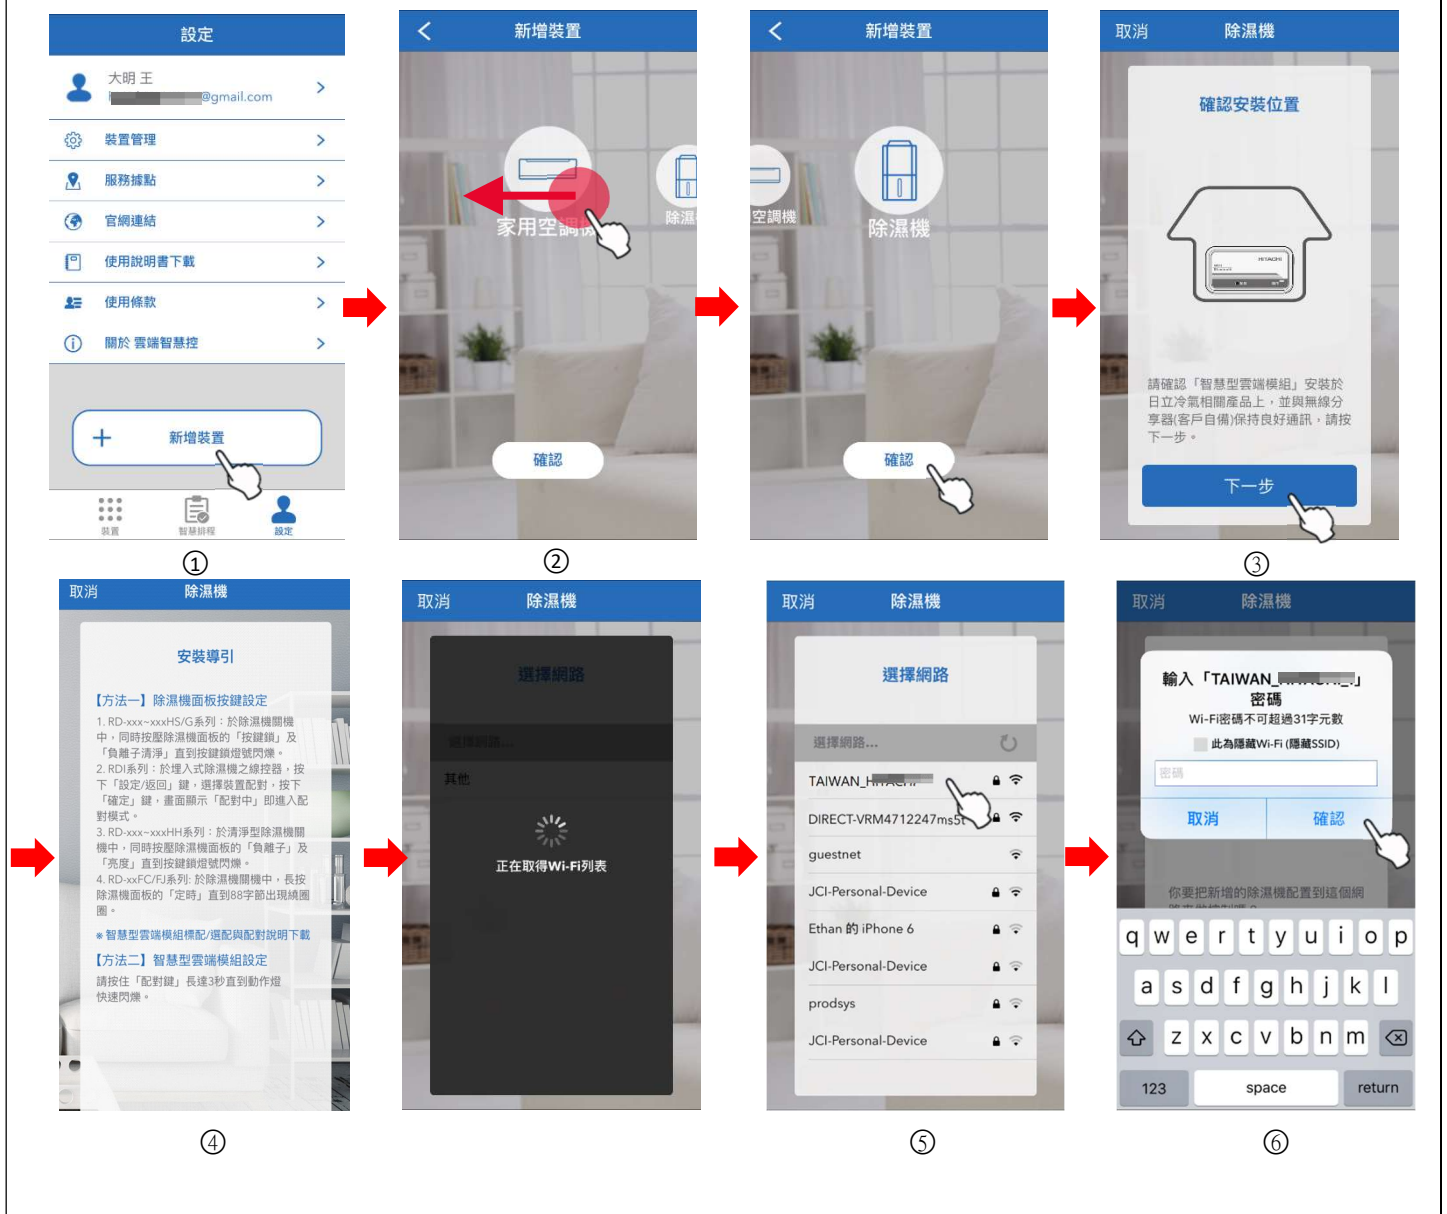 設定
大明 王
@gmail.com
裝置管理
服務據點
官網連結
使用說明書下載
使用條款
關於 雲端智慧控
+ 新增裝置
裝置
智慧排程
設定
①
新增裝置
家用空調機
除濕
確認
②
新增裝置
空調機
除濕機
確認
取消
除濕機
確認安裝位置
HITACHI
請確認「智慧型雲端模組」安裝於
日立冷氣相關產品上，並與無線分
享器(客戶自備)保持良好通訊，請按
下一步。
下一步
③
取消
除濕機
安裝導引
【方法一】除濕機面板按鍵設定
1. RD-xxx~xxxHS/G系列：於除濕機關機
中，同時按壓除濕機面板的「按鍵鎖」及
「負離子清淨」直到按鍵鎖燈號閃爍。
2. RDI系列：於埋入式除濕機之線控器，按
下「設定/返回」鍵，選擇裝置配對，按下
「確定」鍵，畫面顯示「配對中」即進入配
對模式。
3. RD-xxx~xxxHH系列：於清淨型除濕機關
機中，同時按壓除濕機面板的「負離子」及
「亮度」直到按鍵鎖燈號閃爍。
4. RD-xxFC/FJ系列: 於除濕機關機中，長按
除濕機面板的「定時」直到88字節出現繞圈
圈。
※智慧型雲端模組標配/選配與配對說明下載
【方法二】智慧型雲端模組設定
請按住「配對鍵」長達3秒直到動作燈
快速閃爍。
④
取消
除濕機
選擇網路
選擇網路...
其他
正在取得Wi-Fi列表
取消
除濕機
選擇網路
選擇網路...
TAIWAN_HITACHI
DIRECT-VRM4712247ms5t
guestnet
JCI-Personal-Device
Ethan 的 iPhone 6
JCI-Personal-Device
prodsys
JCI-Personal-Device
⑤
取消
除濕機
輸入「TAIWAN_
密碼
Wi-Fi密碼不可超過31字元數
此為隱藏Wi-Fi (隱藏SSID)
密碼
取消
確認
你要把新增的除濕機配置到這個網
q w e r t y u i o p
a s d f g h j k l
z x c v b n m
123 space return
⑥